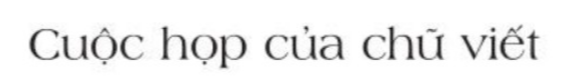 Cuộc họp của chữ viết